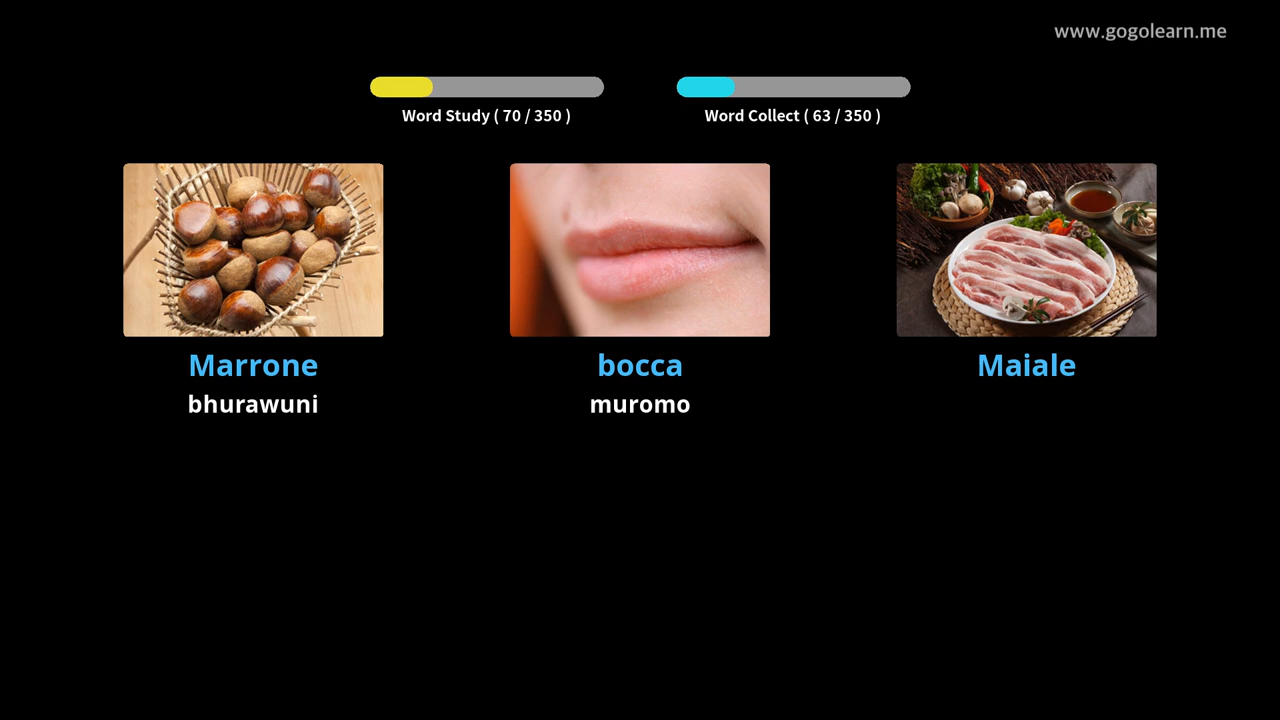 www.gogolearn.me
Word Study ( 70 / 350 )
Word Collect ( 63 / 350 )
Marrone
bhurawuni
bocca
muromo
Maiale